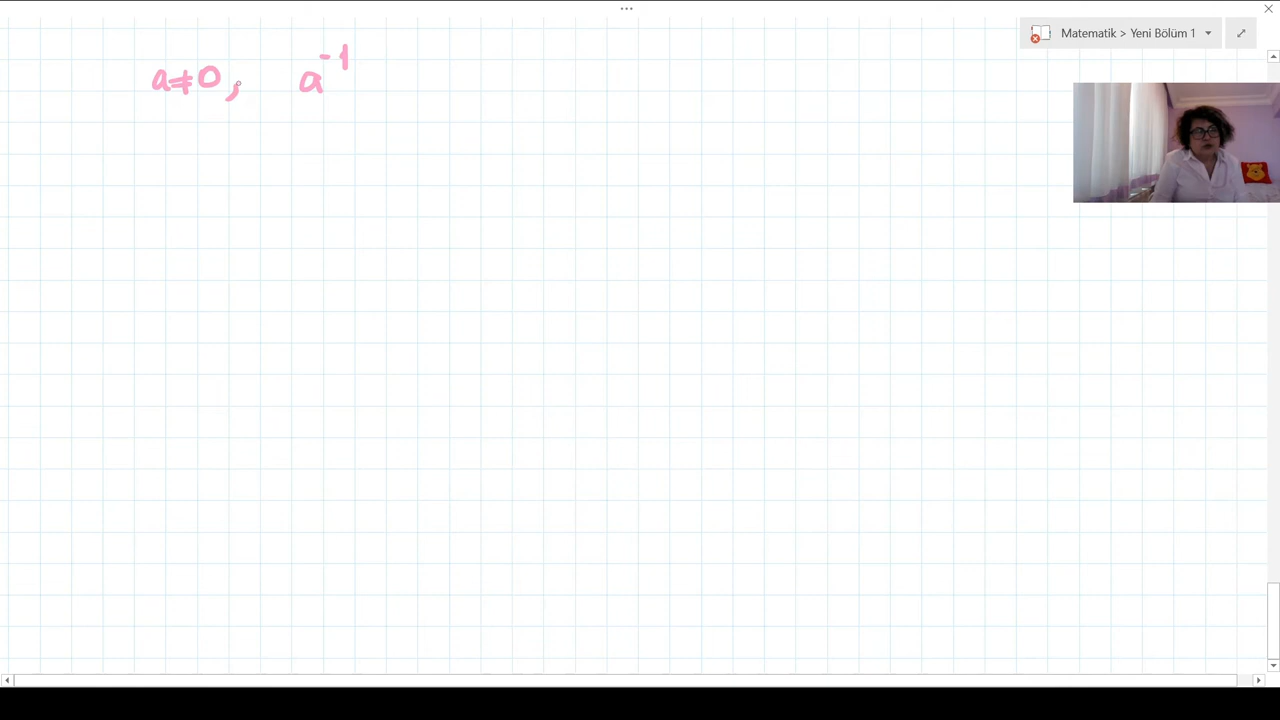 Matematik > Yeni Bölüm 1
a≠0, a⁻¹